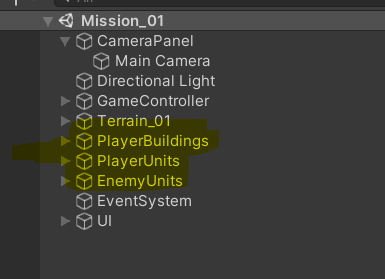 Mission_01
CameraPanel
Main Camera
Directional Light
GameController
Terrain_01
PlayerBuildings
PlayerUnits
EnemyUnits
EventSystem
UI